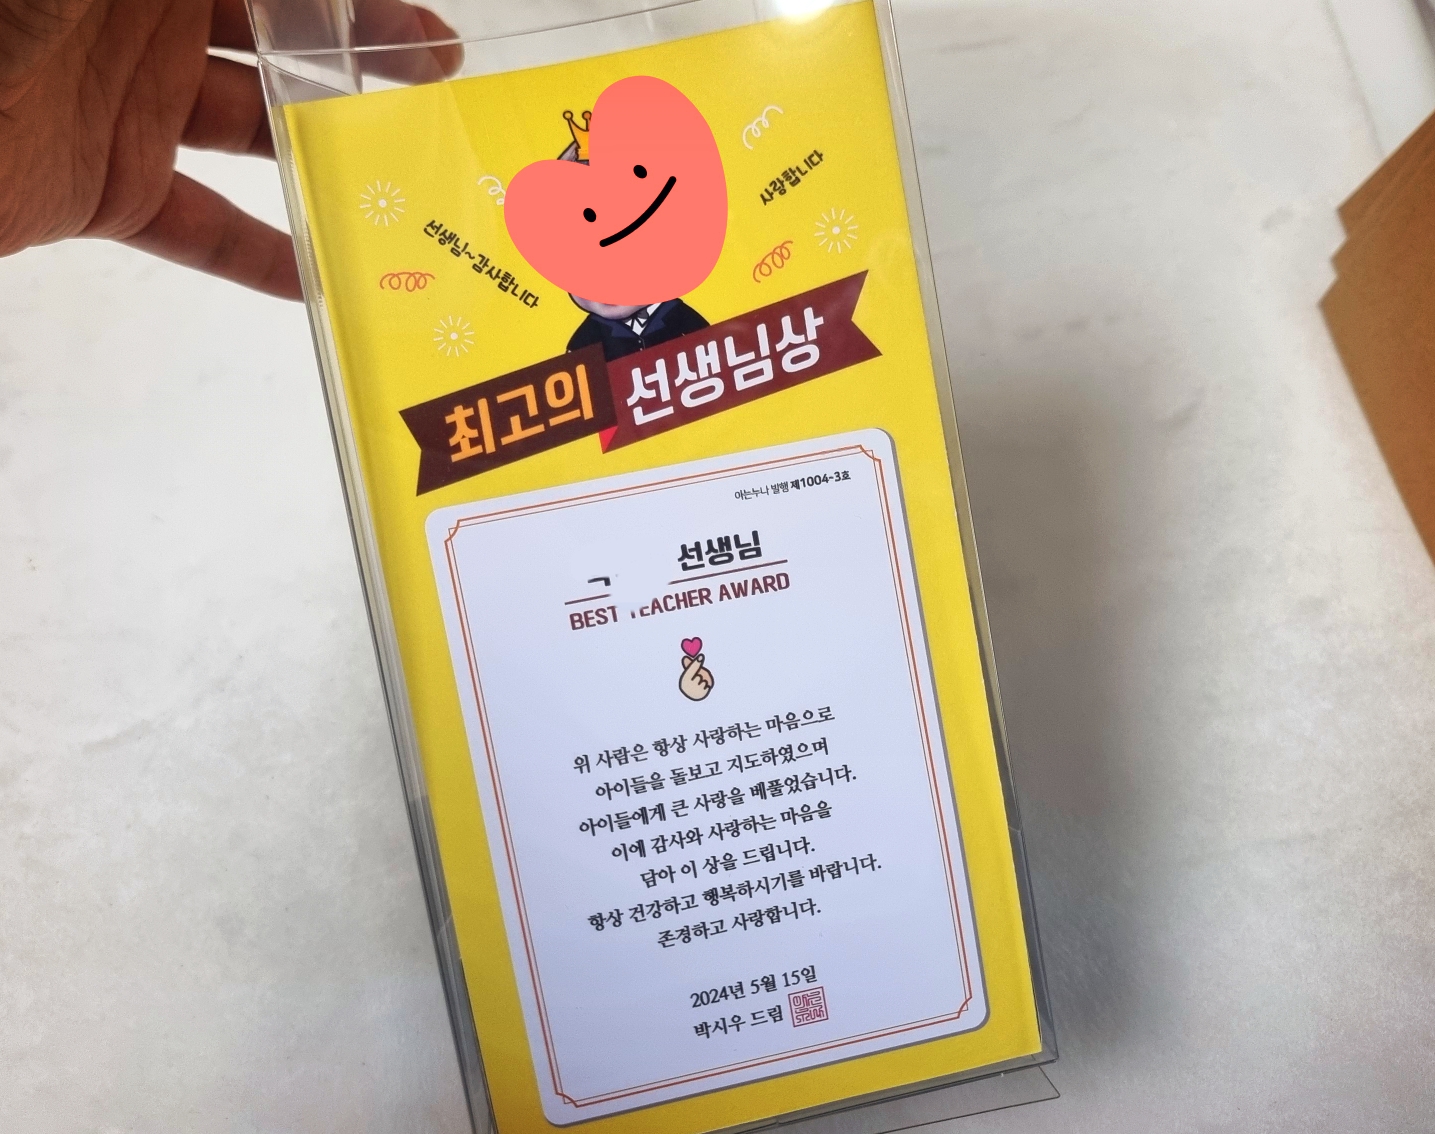 선생님~감사합니다
사랑합니다
최고의 선생님상
아는누나 발행 제1004-3호
선생님
BEST TEACHER AWARD
위 사람은 항상 사랑하는 마음으로
아이들을 돌보고 지도하였으며
아이들에게 큰 사랑을 베풀었습니다.
이에 감사와 사랑하는 마음을
담아 이 상을 드립니다.
항상 건강하고 행복하시기를 바랍니다.
존경하고 사랑합니다.
2024년 5월 15일
박시우 드림